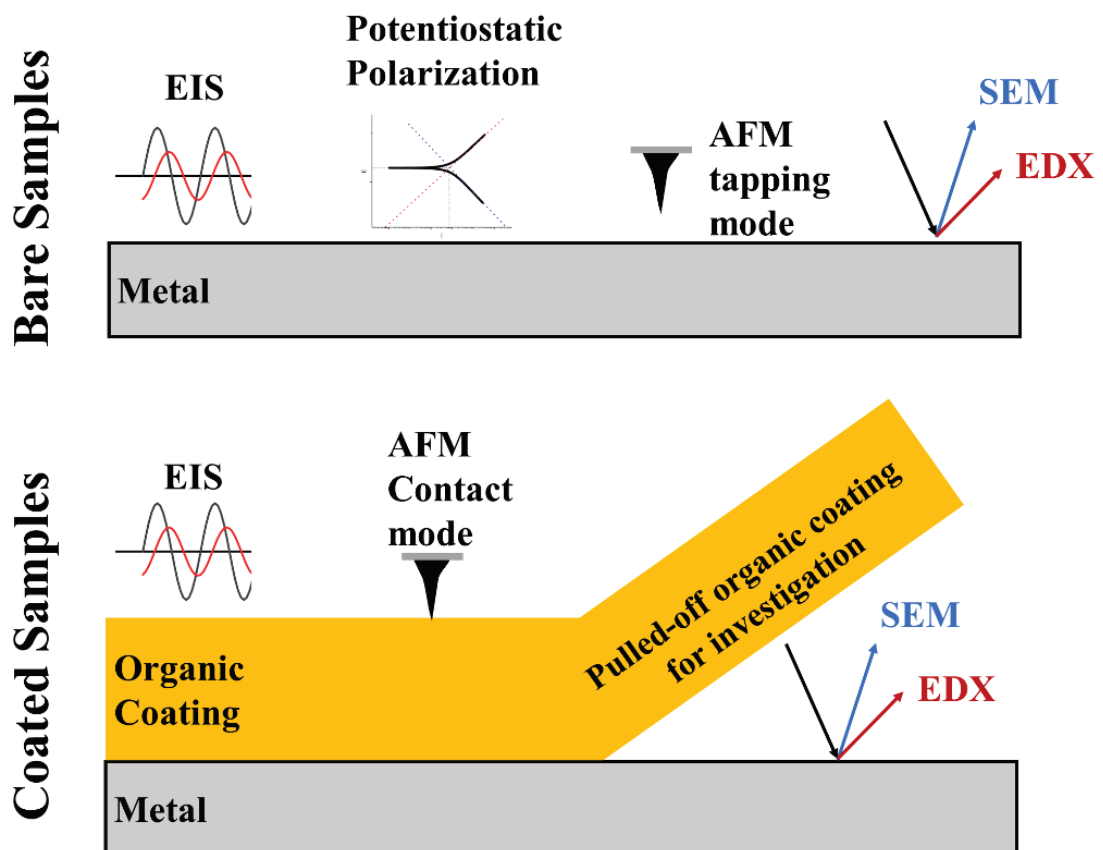 Bare Samples
EIS
Potentiostatic
Polarization
AFM
tapping
mode
SEM
EDX
Metal
Coated Samples
EIS
AFM
Contact
mode
Pulled-off organic coating
for investigation
SEM
EDX
Organic
Coating
Metal